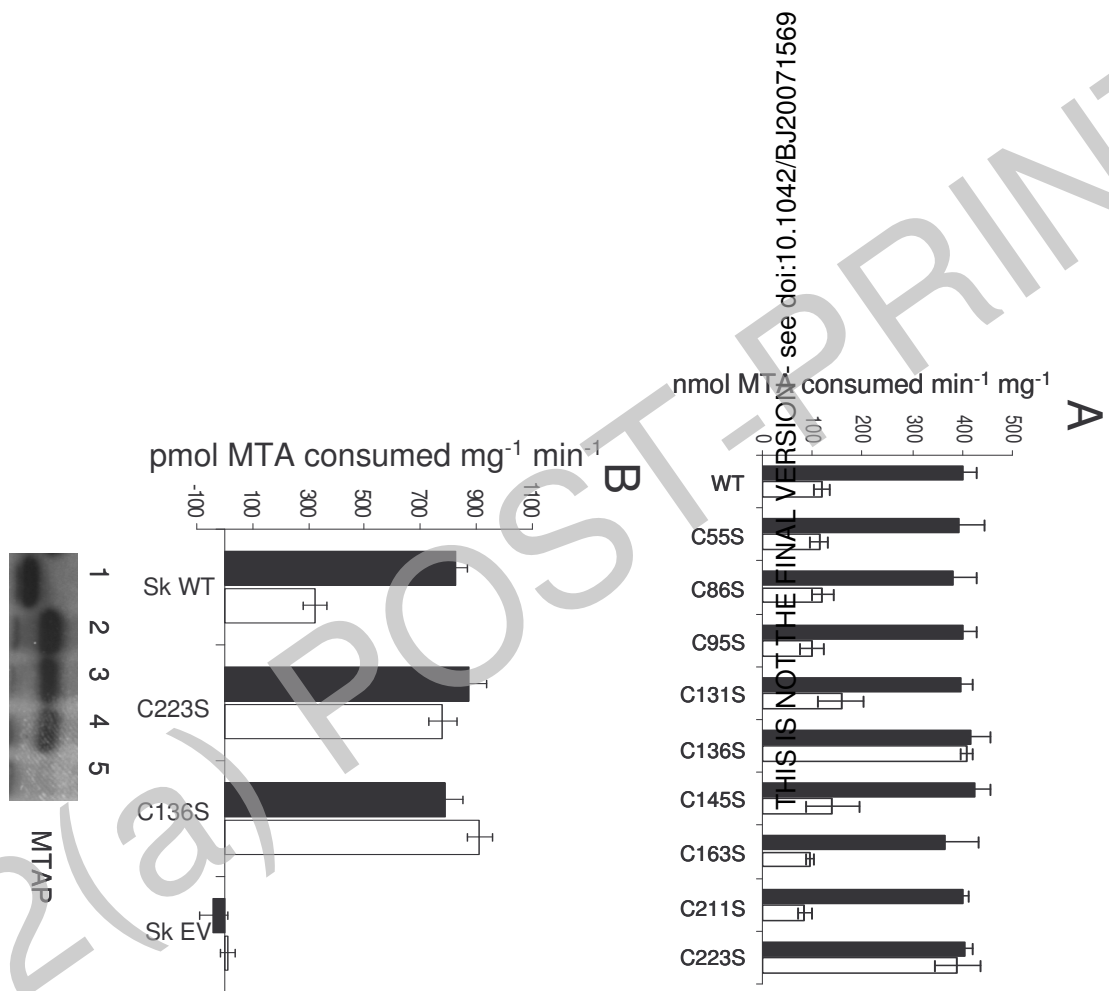 A
nmol MTA consumed min-1 mg-1
0
100
200
300
400
500
WT
C55S
C86S
C95S
C131S
C136S
C145S
C163S
C211S
C223S
B
pmol MTA consumed mg-1 min-1
-100
100
300
500
700
900
1100
Sk WT
C223S
C136S
Sk EV
1 2 3 4 5
MTAP
THIS IS NOT THE FINAL VERSION - see doi:10.1042/BJ20071569
2(a) POST-PRINT